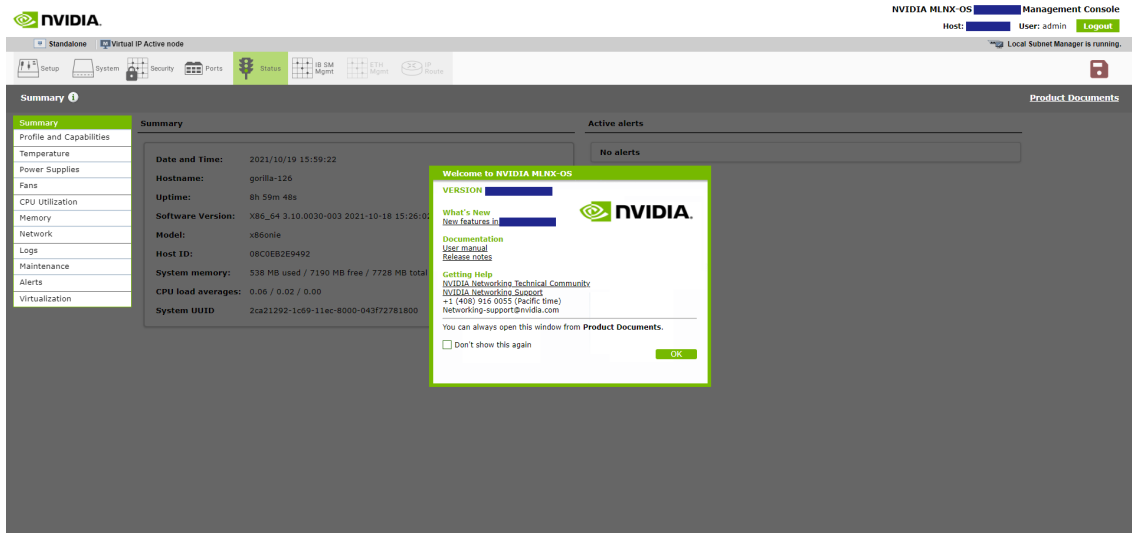 NVIDIA MLNX-OS Management Console
NVIDIA.
Host: User: admin Logout
Standalone Virtual IP Active node Local Subnet Manager is running.
Setup System Security Ports Status IB SM Mgmt ETH Mgmt IP Route
Summary Product Documents
Summary
Profile and Capabilities
Temperature
Power Supplies
Fans
CPU Utilization
Memory
Network
Logs
Maintenance
Alerts
Virtualization
Summary
Date and Time: 2021/10/19 15:59:22
Hostname: gorilla-126
Uptime: 8h 59m 48s
Software Version: X86_64 3.10.0030-003 2021-10-18 15:26:02
Model: x86onie
Host ID: 08C0EB2E9492
System memory: 538 MB used / 7190 MB free / 7728 MB total
CPU load averages: 0.06 / 0.02 / 0.00
System UUID 2ca21292-1c69-11ec-8000-043f72781800
Active alerts
No alerts
Welcome to NVIDIA MLNX-OS
VERSION
NVIDIA.
What's New
New features in
Documentation
User manual
Release notes
Getting Help
NVIDIA Networking Technical Community
NVIDIA Networking Support
+1 (408) 916 0055 (Pacific time)
Networking-support@nvidia.com
You can always open this window from Product Documents.
Don't show this again
OK